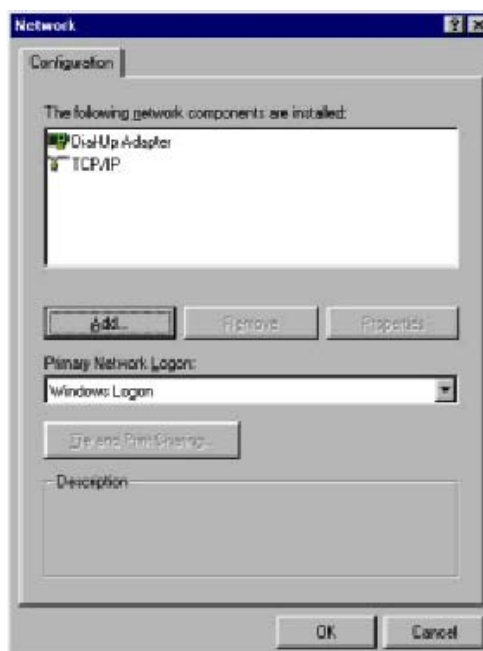 Network
Configuration
The following network components are installed:
Dial-Up Adapter
TCP/IP
Add...
Remove
Properties
Primary Network Logon:
Windows Logon
File and Print Sharing...
Description
OK
Cancel